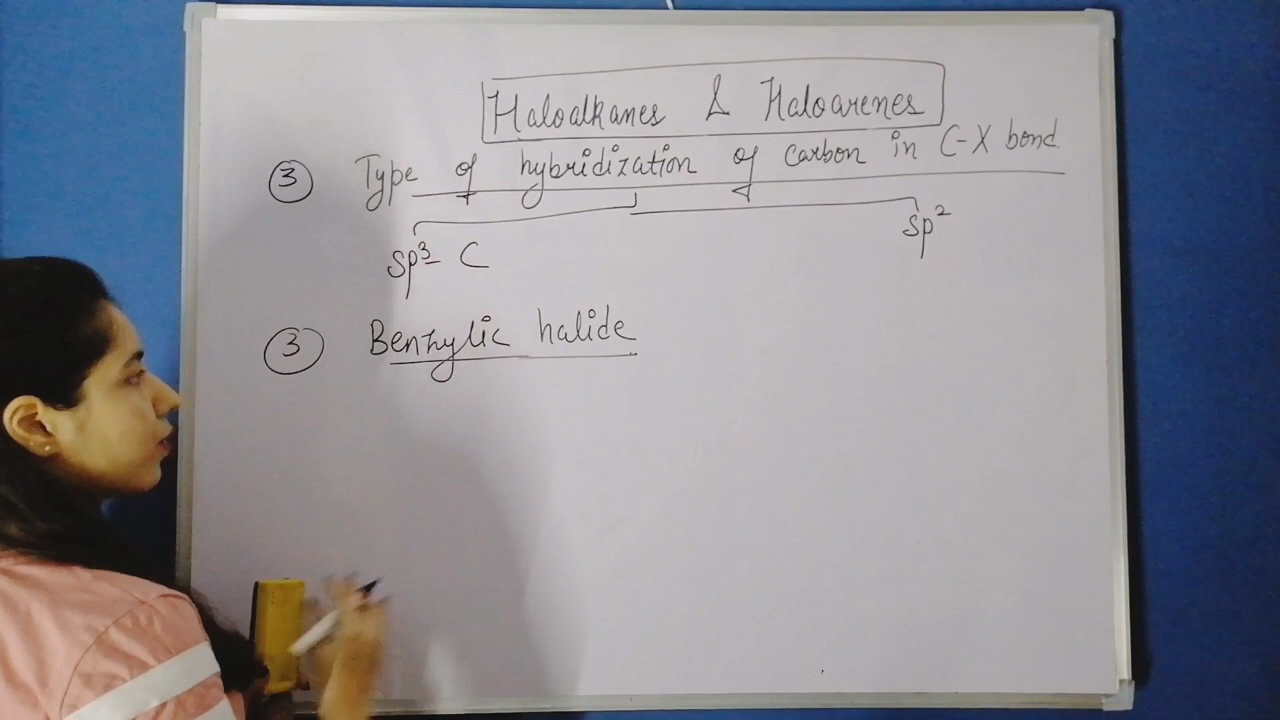 Haloalkanes & Haloarenes
③ Type of hybridization of carbon in C-X bond
sp³- C
sp²
③ Benzylic halide